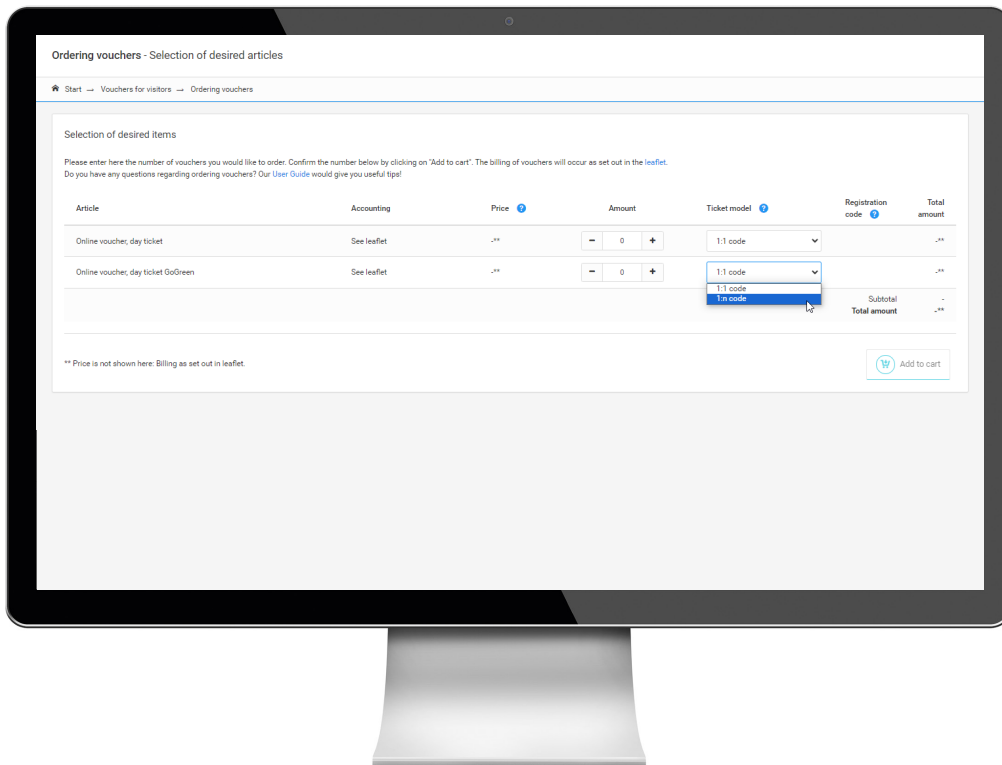 Ordering vouchers - Selection of desired articles
Start → Vouchers for visitors → Ordering vouchers
Selection of desired items
Please enter here the number of vouchers you would like to order. Confirm the number below by clicking on "Add to cart". The billing of vouchers will occur as set out in the leaflet.
Do you have any questions regarding ordering vouchers? Our User Guide would give you useful tips!
Article Accounting Price ? Amount Ticket model ? Registration code ? Total amount
Online voucher, day ticket See leaflet -** - 0 + 1:1 code -**
Online voucher, day ticket GoGreen See leaflet -** - 0 + 1:1 code -**
1:1 code
1:n code
Subtotal -
Total amount -**
** Price is not shown here: Billing as set out in leaflet.
Add to cart